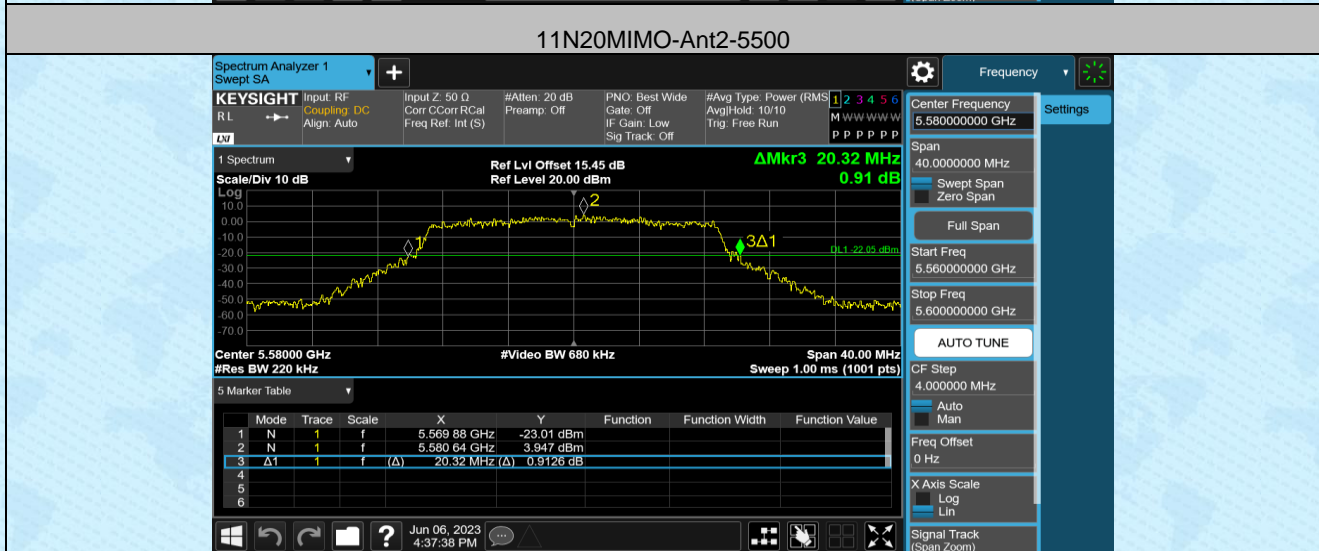 (Span Zoom)
11N20MIMO-Ant2-5500
Spectrum Analyzer 1
Swept SA
+
Frequency
KEYSIGHT
RL
LXI
Input: RF
Coupling: DC
Align: Auto
Input Z: 50 Ω
Corr CCorr RCal
Freq Ref: Int (S)
#Atten: 20 dB
Preamp: Off
PNO: Best Wide
Gate: Off
IF Gain: Low
Sig Track: Off
#Avg Type: Power (RMS
Avg|Hold: 10/10
Trig: Free Run
1 2 3 4 5 6
M W W W W W
P P P P P P
1 Spectrum
Scale/Div 10 dB
Ref Lvl Offset 15.45 dB
Ref Level 20.00 dBm
ΔMkr3 20.32 MHz
0.91 dB
Log
10.0
0.00
-10.0
-20.0
-30.0
-40.0
-50.0
-60.0
-70.0
1
2
3Δ1
DL1 -22.05 dBm
Center 5.58000 GHz
#Res BW 220 kHz
#Video BW 680 kHz
Span 40.00 MHz
Sweep 1.00 ms (1001 pts)
5 Marker Table
Mode Trace Scale X Y Function Function Width Function Value
1 N 1 f 5.569 88 GHz -23.01 dBm
2 N 1 f 5.580 64 GHz 3.947 dBm
3 Δ1 1 f (Δ) 20.32 MHz (Δ) 0.9126 dB
4
5
6
?
Jun 06, 2023
4:37:38 PM
Center Frequency
5.580000000 GHz
Settings
Span
40.0000000 MHz
Swept Span
Zero Span
Full Span
Start Freq
5.560000000 GHz
Stop Freq
5.600000000 GHz
AUTO TUNE
CF Step
4.000000 MHz
Auto
Man
Freq Offset
0 Hz
X Axis Scale
Log
Lin
Signal Track
(Span Zoom)